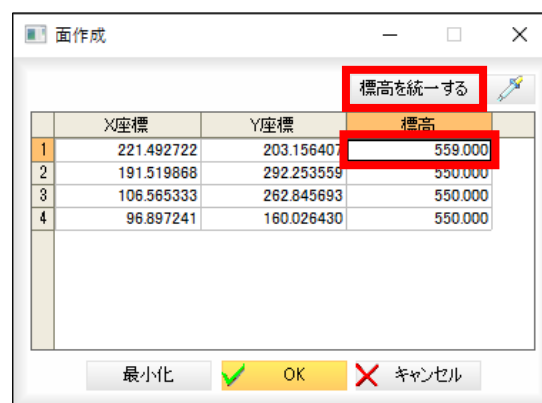 面作成
標高を統一する
X座標 Y座標 標高
1 221.492722 203.156407 559.000
2 191.519868 292.253559 550.000
3 106.565333 262.845693 550.000
4 96.897241 160.026430 550.000
最小化 OK キャンセル